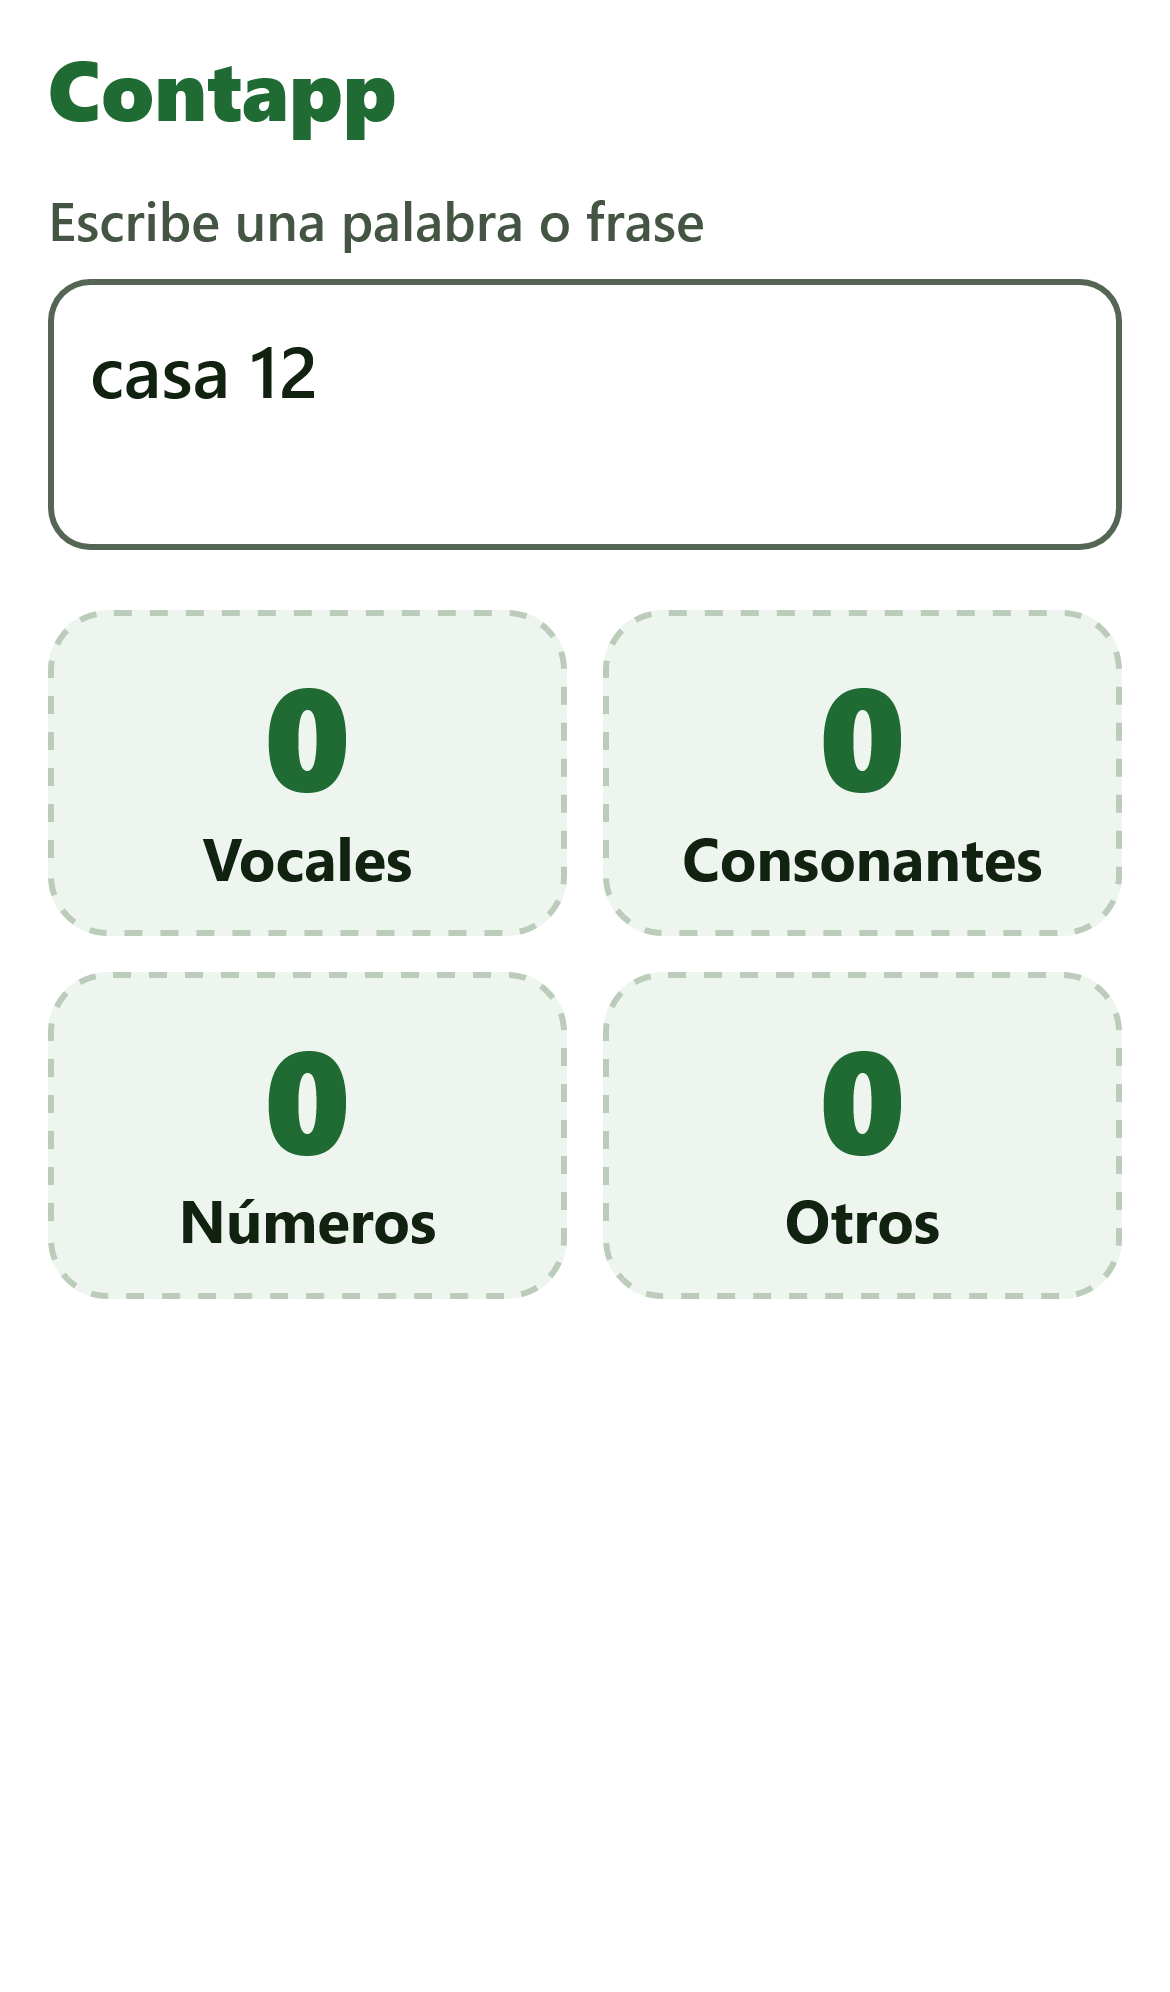 Contapp
Escribe una palabra o frase
casa 12
0
Vocales
0
Consonantes
0
Números
0
Otros